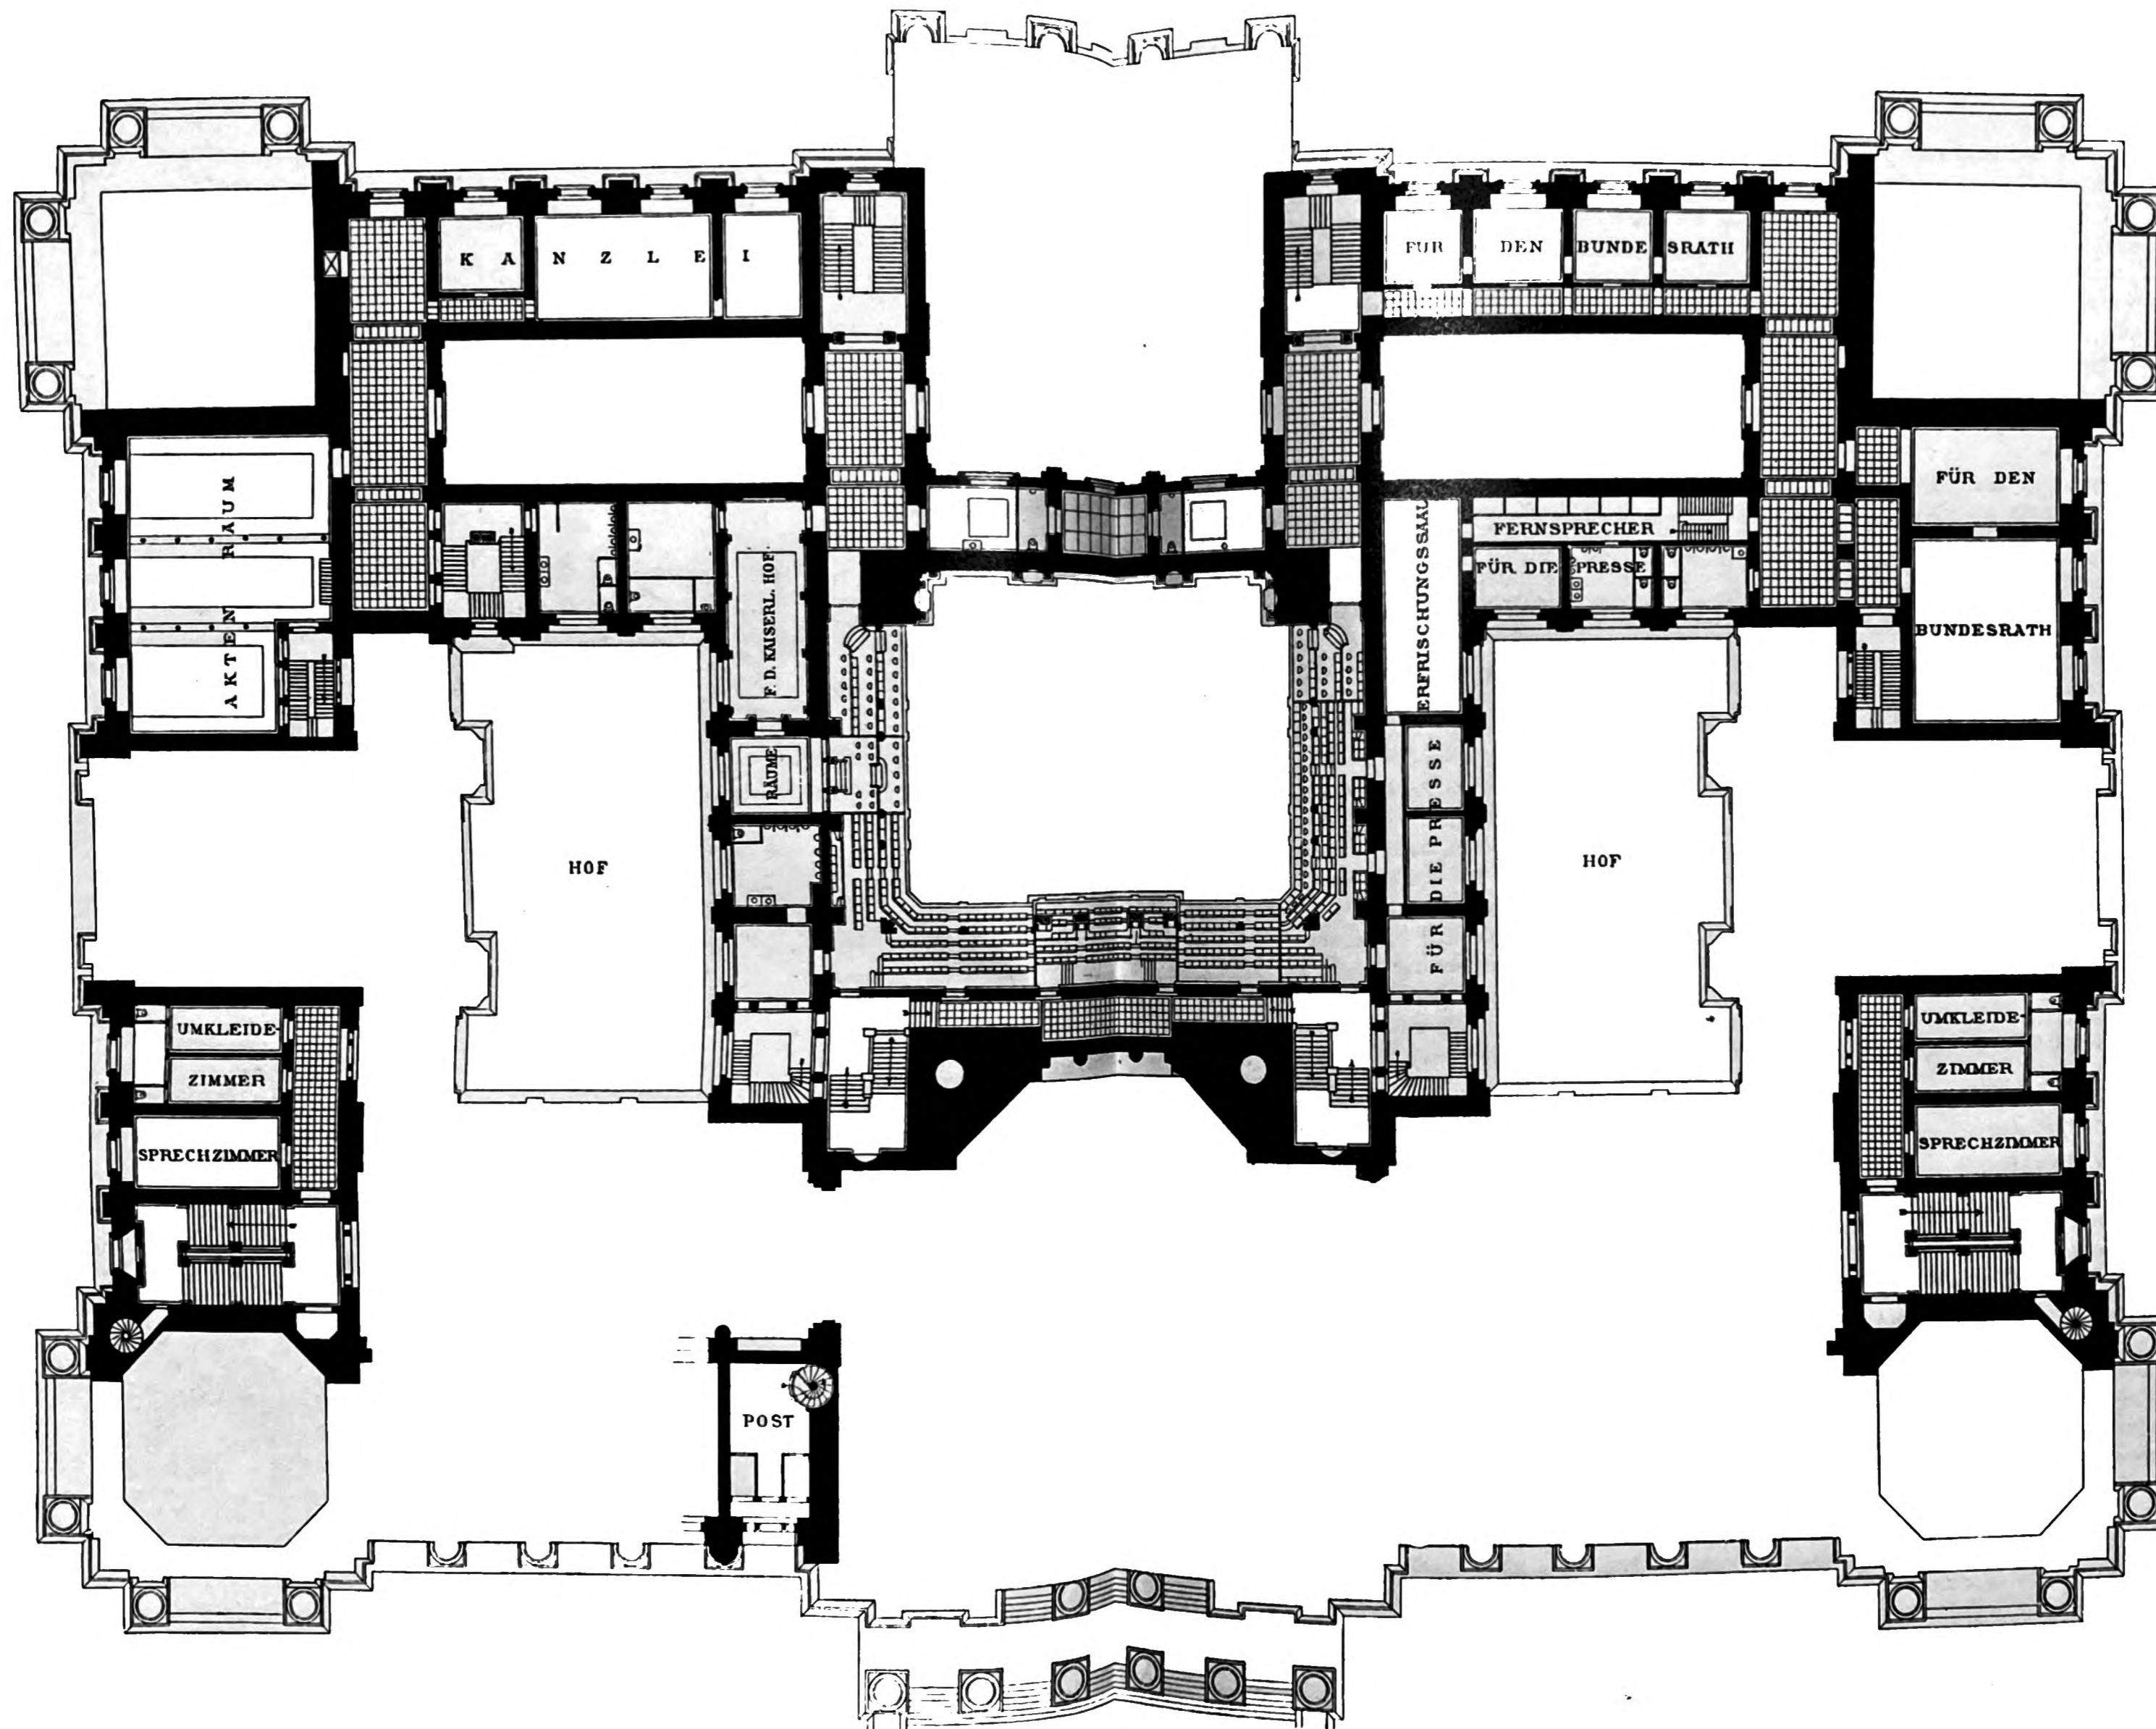 KANZLEI
FÜR DEN BUNDESRATH
AKTEN RAUM
F. D. KAISERL. HOF.
RÄUME
ERFRISCHUNGSSAAL
FERNSPRECHER
FÜR DIE PRESSE
FÜR DEN
BUNDESRATH
FÜR DIE PRESSE
HOF
HOF
UMKLEIDE-
ZIMMER
SPRECHZIMMER
UMKLEIDE-
ZIMMER
SPRECHZIMMER
POST